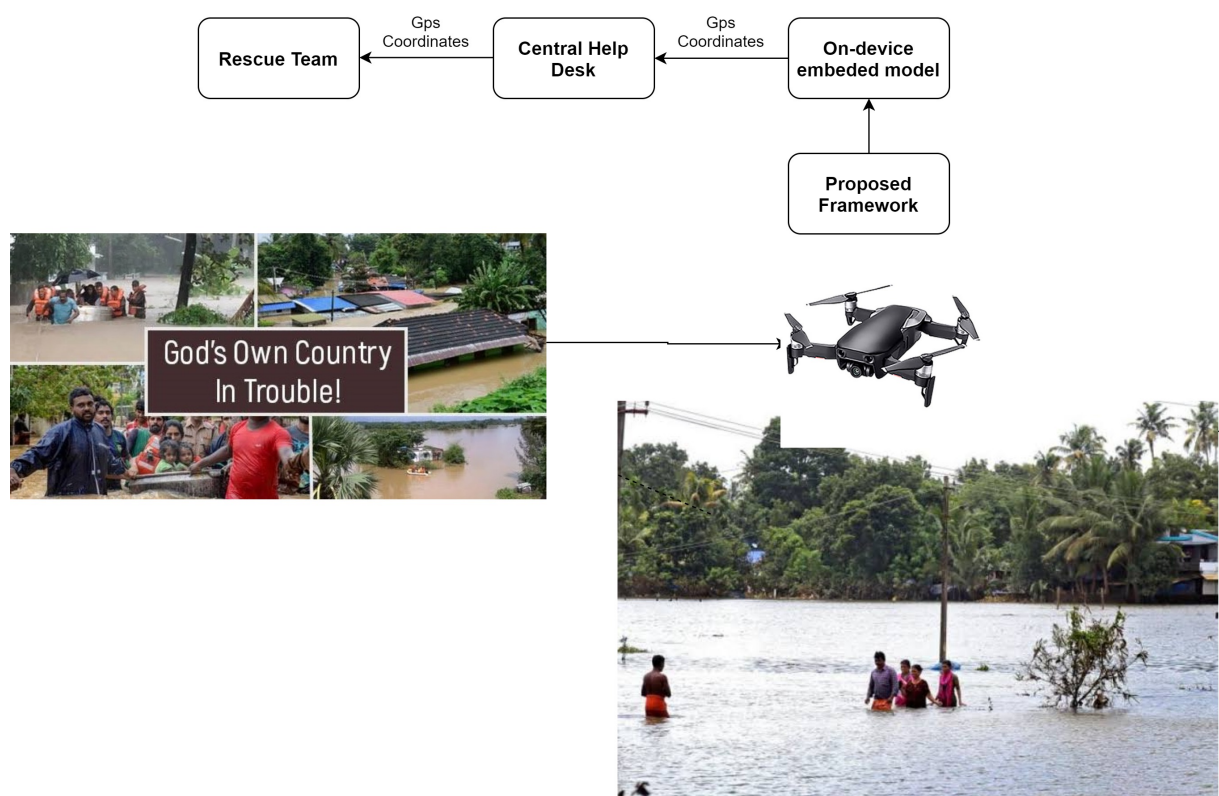 Gps
Coordinates
Gps
Coordinates
Rescue Team
Central Help
Desk
On-device
embeded model
Proposed
Framework
God's Own Country
In Trouble!